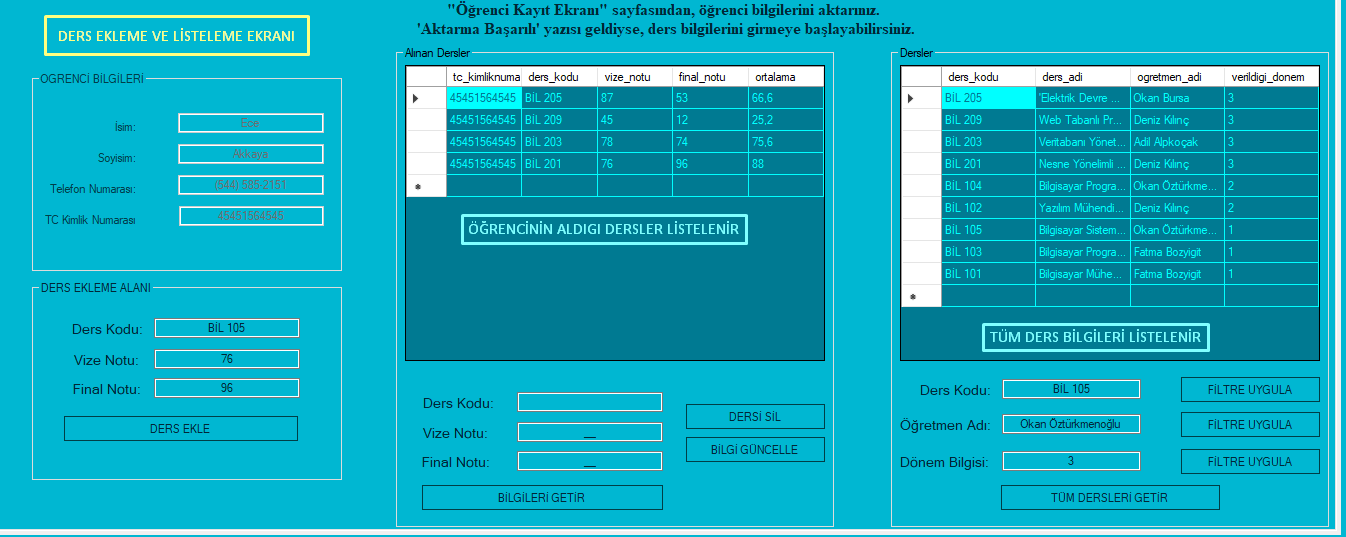 "Öğrenci Kayıt Ekranı" sayfasından, öğrenci bilgilerini aktarınız.
'Aktarma Başarılı' yazısı geldiyse, ders bilgilerini girmeye başlayabilirsiniz.
DERS EKLEME VE LİSTELEME EKRANI
OGRENCİ BİLGİLERİ
İsim: Ece
Soyisim: Akkaya
Telefon Numarası: (544) 585-2151
TC Kimlik Numarası 45451564545
DERS EKLEME ALANI
Ders Kodu: BİL 105
Vize Notu: 76
Final Notu: 96
DERS EKLE
Alınan Dersler
tc_kimliknuma ders_kodu vize_notu final_notu ortalama
45451564545 BİL 205 87 53 66,6
45451564545 BİL 209 45 12 25,2
45451564545 BİL 203 78 74 75,6
45451564545 BİL 201 76 96 88
ÖĞRENCİNİN ALDIGI DERSLER LİSTELENİR
Ders Kodu:
Vize Notu: __
Final Notu: __
DERSİ SİL
BİLGİ GÜNCELLE
BİLGİLERİ GETİR
Dersler
ders_kodu ders_adi ogretmen_adi verildigi_donem
BİL 205 'Elektrik Devre ... Okan Bursa 3
BİL 209 Web Tabanlı Pr... Deniz Kılınç 3
BİL 203 Veritabanı Yönet... Adil Alpkoçak 3
BİL 201 Nesne Yönelimli ... Deniz Kılınç 3
BİL 104 Bilgisayar Progra... Okan Öztürkme... 2
BİL 102 Yazılım Mühendi... Deniz Kılınç 2
BİL 105 Bilgisayar Sistem... Okan Öztürkme... 1
BİL 103 Bilgisayar Progra... Fatma Bozyigit 1
BİL 101 Bilgisayar Mühe... Fatma Bozyigit 1
TÜM DERS BİLGİLERİ LİSTELENİR
Ders Kodu: BİL 105 FİLTRE UYGULA
Öğretmen Adı: Okan Öztürkmenoğlu FİLTRE UYGULA
Dönem Bilgisi: 3 FİLTRE UYGULA
TÜM DERSLERİ GETİR